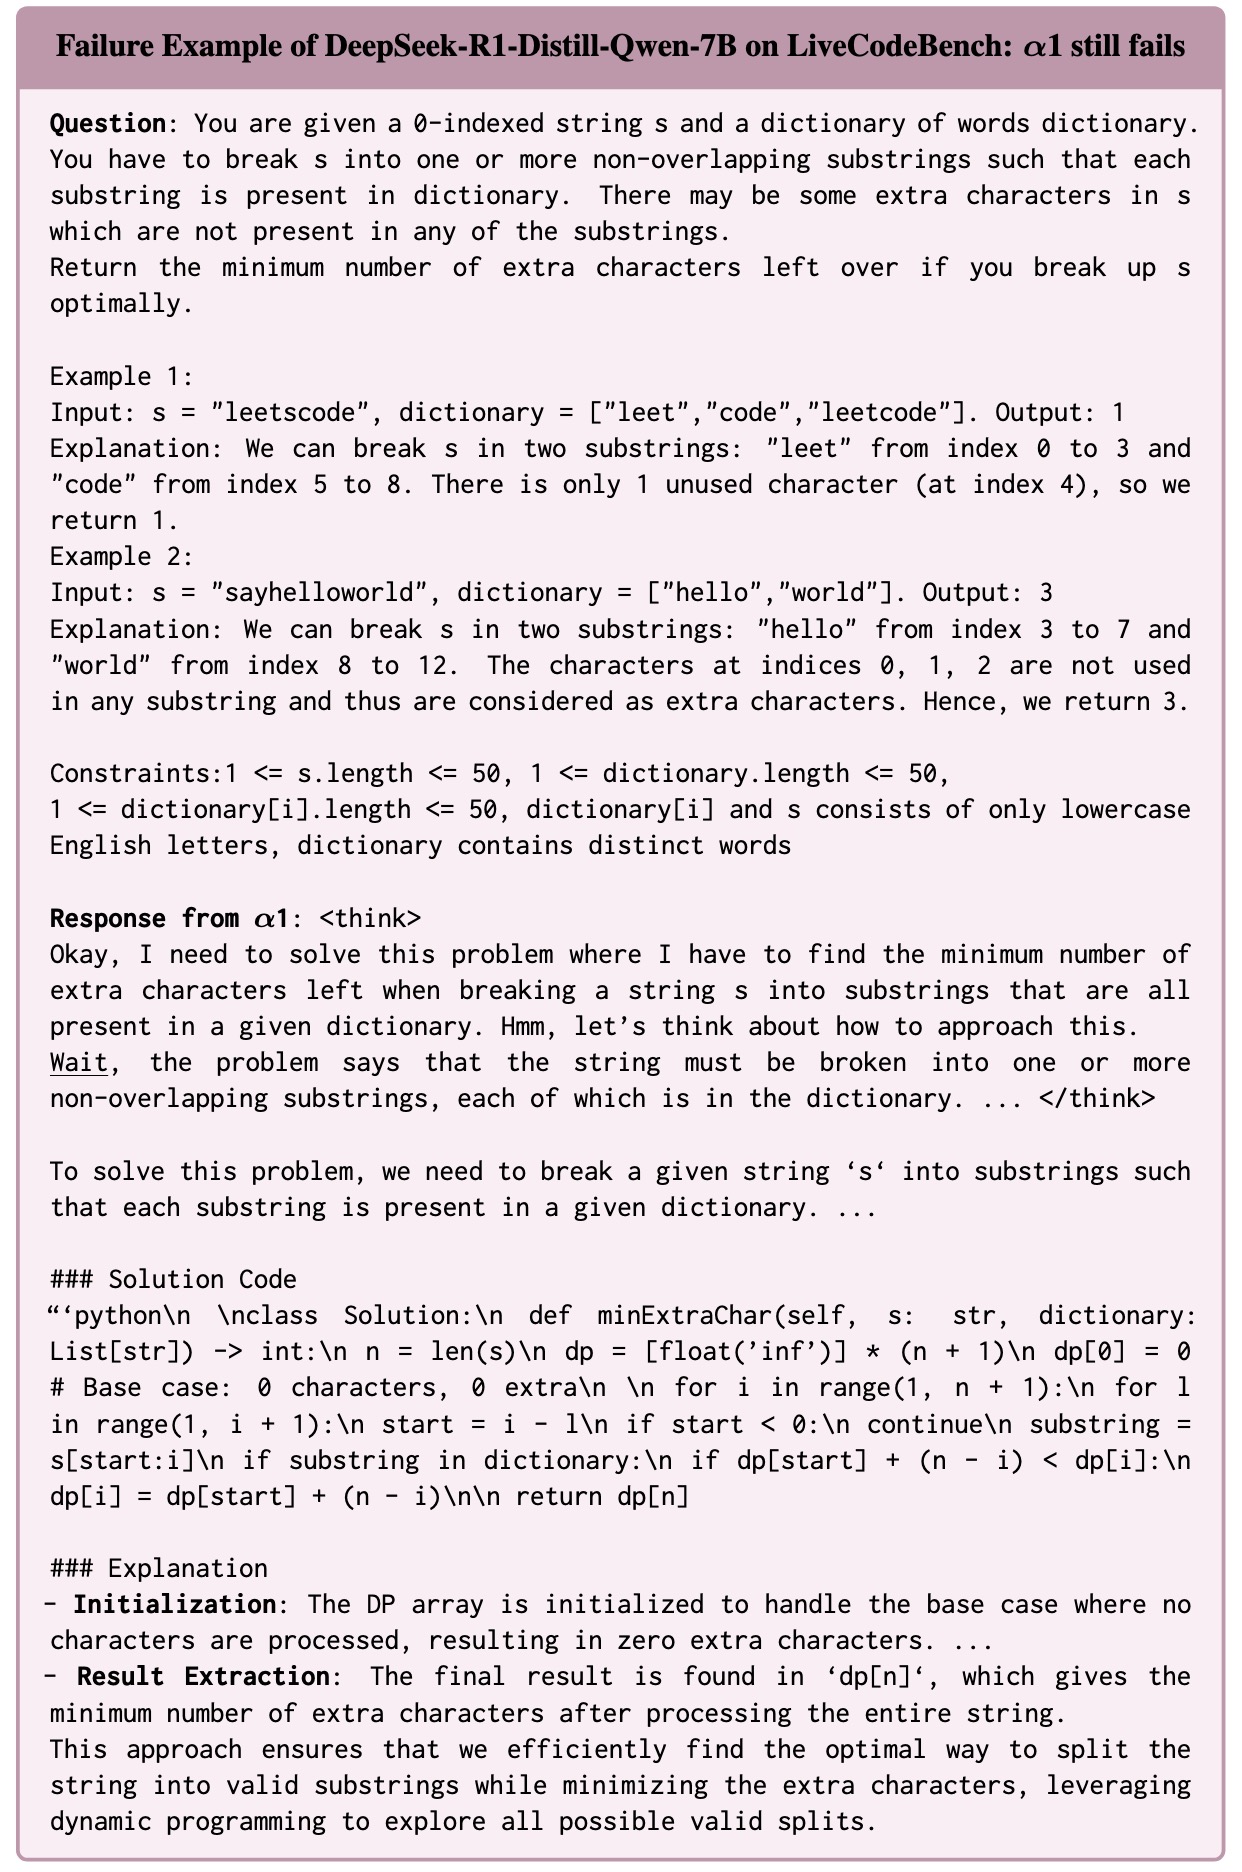 Failure Example of DeepSeek-R1-Distill-Qwen-7B on LiveCodeBench: α1 still fails
Question: You are given a 0-indexed string s and a dictionary of words dictionary.
You have to break s into one or more non-overlapping substrings such that each
substring is present in dictionary. There may be some extra characters in s
which are not present in any of the substrings.
Return the minimum number of extra characters left over if you break up s
optimally.
Example 1:
Input: s = "leetscode", dictionary = ["leet","code","leetcode"]. Output: 1
Explanation: We can break s in two substrings: "leet" from index 0 to 3 and
"code" from index 5 to 8. There is only 1 unused character (at index 4), so we
return 1.
Example 2:
Input: s = "sayhelloworld", dictionary = ["hello","world"]. Output: 3
Explanation: We can break s in two substrings: "hello" from index 3 to 7 and
"world" from index 8 to 12. The characters at indices 0, 1, 2 are not used
in any substring and thus are considered as extra characters. Hence, we return 3.
Constraints:1 <= s.length <= 50, 1 <= dictionary.length <= 50,
1 <= dictionary[i].length <= 50, dictionary[i] and s consists of only lowercase
English letters, dictionary contains distinct words
Response from α1: <think>
Okay, I need to solve this problem where I have to find the minimum number of
extra characters left when breaking a string s into substrings that are all
present in a given dictionary. Hmm, let's think about how to approach this.
Wait, the problem says that the string must be broken into one or more
non-overlapping substrings, each of which is in the dictionary. ... </think>
To solve this problem, we need to break a given string ‘s‘ into substrings such
that each substring is present in a given dictionary. ...
### Solution Code
“‘python\n \nclass Solution:\n def minExtraChar(self, s: str, dictionary:
List[str]) -> int:\n n = len(s)\n dp = [float(’inf’)] * (n + 1)\n dp[0] = 0
# Base case: 0 characters, 0 extra\n \n for i in range(1, n + 1):\n for l
in range(1, i + 1):\n start = i - l\n if start < 0:\n continue\n substring =
s[start:i]\n if substring in dictionary:\n if dp[start] + (n - i) < dp[i]:\n
dp[i] = dp[start] + (n - i)\n\n return dp[n]
### Explanation
- Initialization: The DP array is initialized to handle the base case where no
characters are processed, resulting in zero extra characters. ...
- Result Extraction: The final result is found in ‘dp[n]‘, which gives the
minimum number of extra characters after processing the entire string.
This approach ensures that we efficiently find the optimal way to split the
string into valid substrings while minimizing the extra characters, leveraging
dynamic programming to explore all possible valid splits.